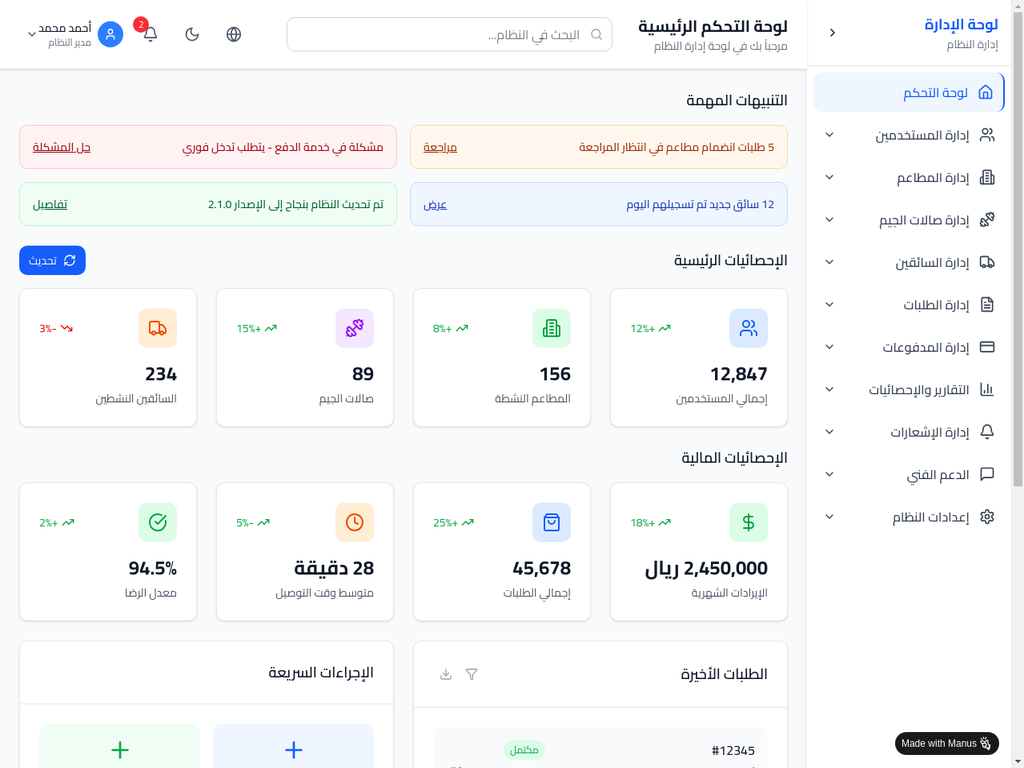 لوحة الإدارة
إدارة النظام
لوحة التحكم
إدارة المستخدمين
إدارة المطاعم
إدارة صالات الجيم
إدارة السائقين
إدارة الطلبات
إدارة المدفوعات
التقارير والإحصائيات
إدارة الإشعارات
الدعم الفني
إعدادات النظام
Made with Manus
لوحة التحكم الرئيسية
مرحباً بك في لوحة إدارة النظام
البحث في النظام...
2
أحمد محمد
مدير النظام
التنبيهات المهمة
5 طلبات انضمام مطاعم في انتظار المراجعة
مراجعة
مشكلة في خدمة الدفع - يتطلب تدخل فوري
حل المشكلة
12 سائق جديد تم تسجيلهم اليوم
عرض
تم تحديث النظام بنجاح إلى الإصدار 2.1.0
تفاصيل
الإحصائيات الرئيسية
تحديث
+12%
12,847
إجمالي المستخدمين
+8%
156
المطاعم النشطة
+15%
89
صالات الجيم
-3%
234
السائقين النشطين
الإحصائيات المالية
+18%
2,450,000 ريال
الإيرادات الشهرية
+25%
45,678
إجمالي الطلبات
-5%
28 دقيقة
متوسط وقت التوصيل
+2%
94.5%
معدل الرضا
الطلبات الأخيرة
#12345
مكتمل
الإجراءات السريعة